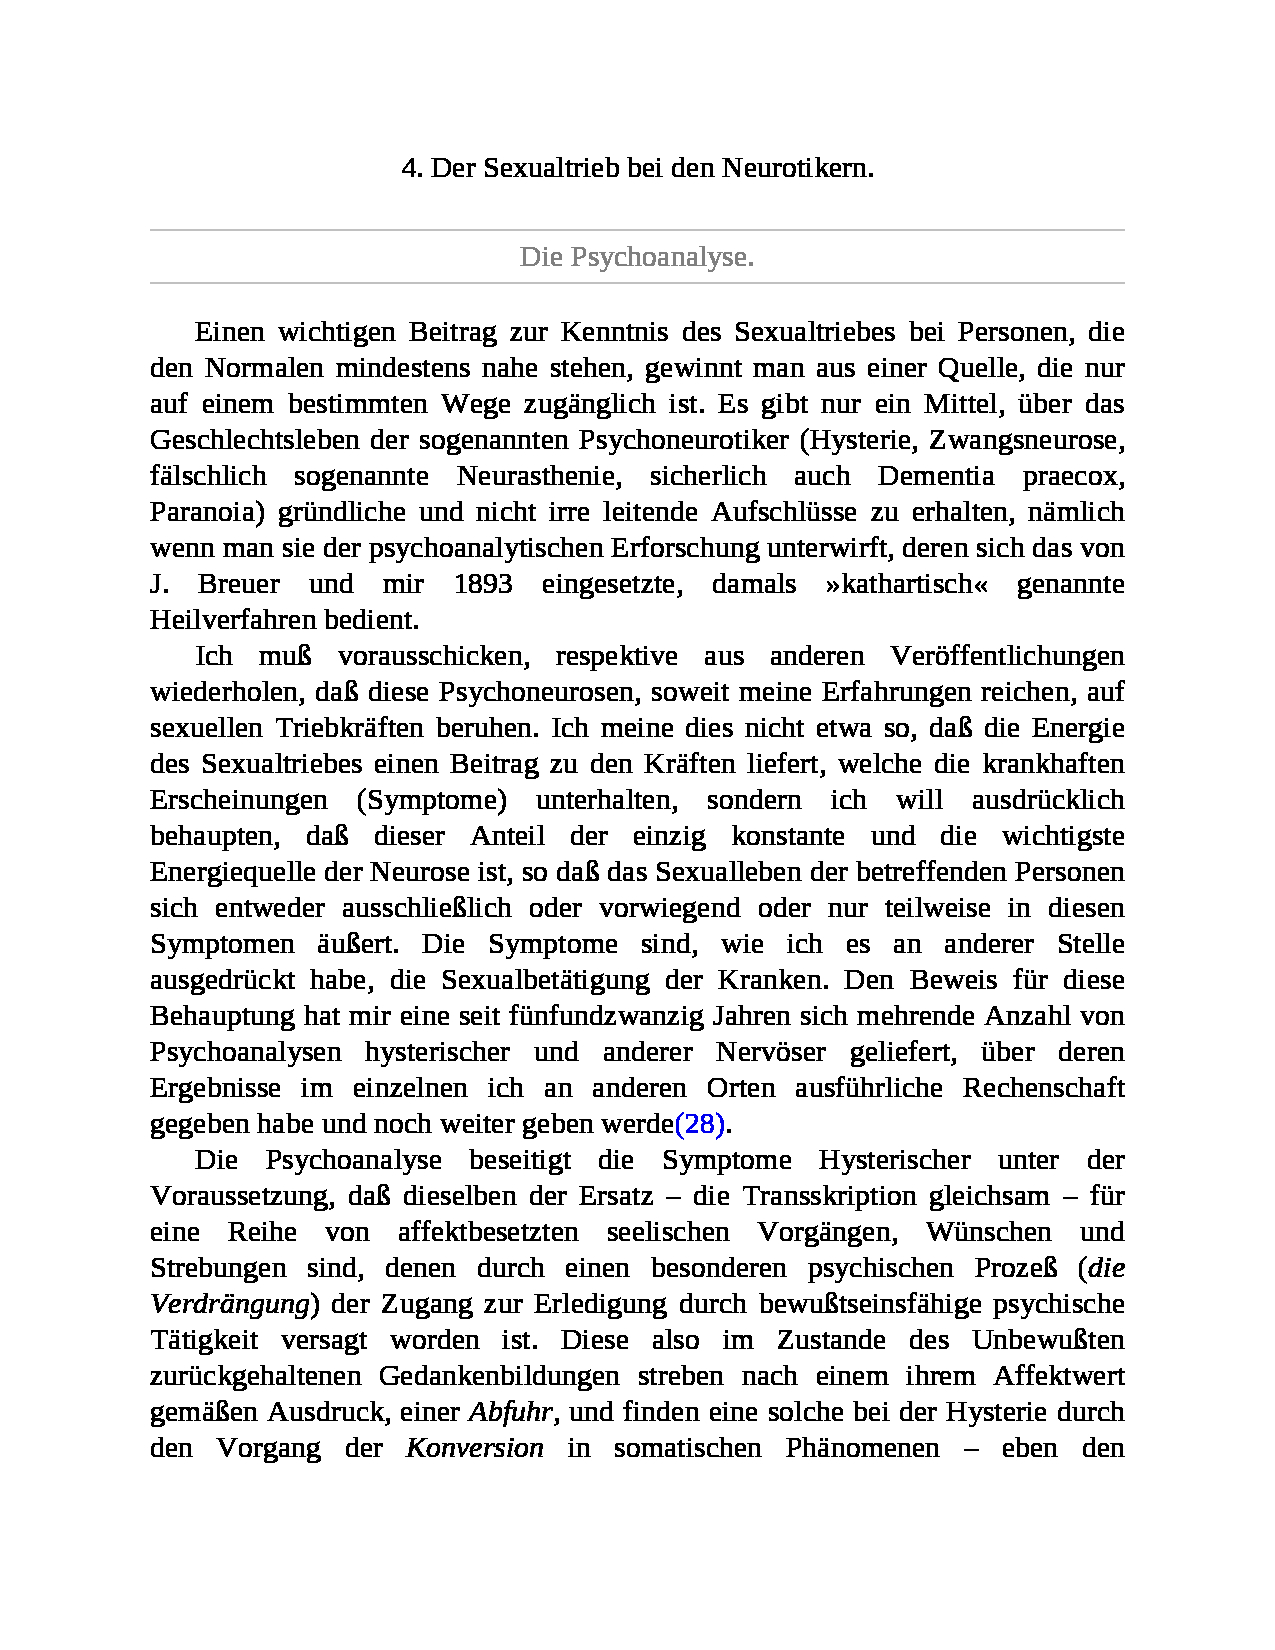 4. Der Sexualtrieb bei den Neurotikern.
Die Psychoanalyse.
Einen wichtigen Beitrag zur Kenntnis des Sexualtriebes bei Personen, die
den Normalen mindestens nahe stehen, gewinnt man aus einer Quelle, die nur
auf einem bestimmten Wege zugänglich ist. Es gibt nur ein Mittel, über das
Geschlechtsleben der sogenannten Psychoneurotiker (Hysterie, Zwangsneurose,
fälschlich sogenannte Neurasthenie, sicherlich auch Dementia praecox,
Paranoia) gründliche und nicht irre leitende Aufschlüsse zu erhalten, nämlich
wenn man sie der psychoanalytischen Erforschung unterwirft, deren sich das von
J. Breuer und mir 1893 eingesetzte, damals »kathartisch« genannte
Heilverfahren bedient.
Ich muß vorausschicken, respektive aus anderen Veröffentlichungen
wiederholen, daß diese Psychoneurosen, soweit meine Erfahrungen reichen, auf
sexuellen Triebkräften beruhen. Ich meine dies nicht etwa so, daß die Energie
des Sexualtriebes einen Beitrag zu den Kräften liefert, welche die krankhaften
Erscheinungen (Symptome) unterhalten, sondern ich will ausdrücklich
behaupten, daß dieser Anteil der einzig konstante und die wichtigste
Energiequelle der Neurose ist, so daß das Sexualleben der betreffenden Personen
sich entweder ausschließlich oder vorwiegend oder nur teilweise in diesen
Symptomen äußert. Die Symptome sind, wie ich es an anderer Stelle
ausgedrückt habe, die Sexualbetätigung der Kranken. Den Beweis für diese
Behauptung hat mir eine seit fünfundzwanzig Jahren sich mehrende Anzahl von
Psychoanalysen hysterischer und anderer Nervöser geliefert, über deren
Ergebnisse im einzelnen ich an anderen Orten ausführliche Rechenschaft
gegeben habe und noch weiter geben werde(28).
Die Psychoanalyse beseitigt die Symptome Hysterischer unter der
Voraussetzung, daß dieselben der Ersatz – die Transskription gleichsam – für
eine Reihe von affektbesetzten seelischen Vorgängen, Wünschen und
Strebungen sind, denen durch einen besonderen psychischen Prozeß (die
Verdrängung) der Zugang zur Erledigung durch bewußtseinsfähige psychische
Tätigkeit versagt worden ist. Diese also im Zustande des Unbewußten
zurückgehaltenen Gedankenbildungen streben nach einem ihrem Affektwert
gemäßen Ausdruck, einer Abfuhr, und finden eine solche bei der Hysterie durch
den Vorgang der Konversion in somatischen Phänomenen – eben den